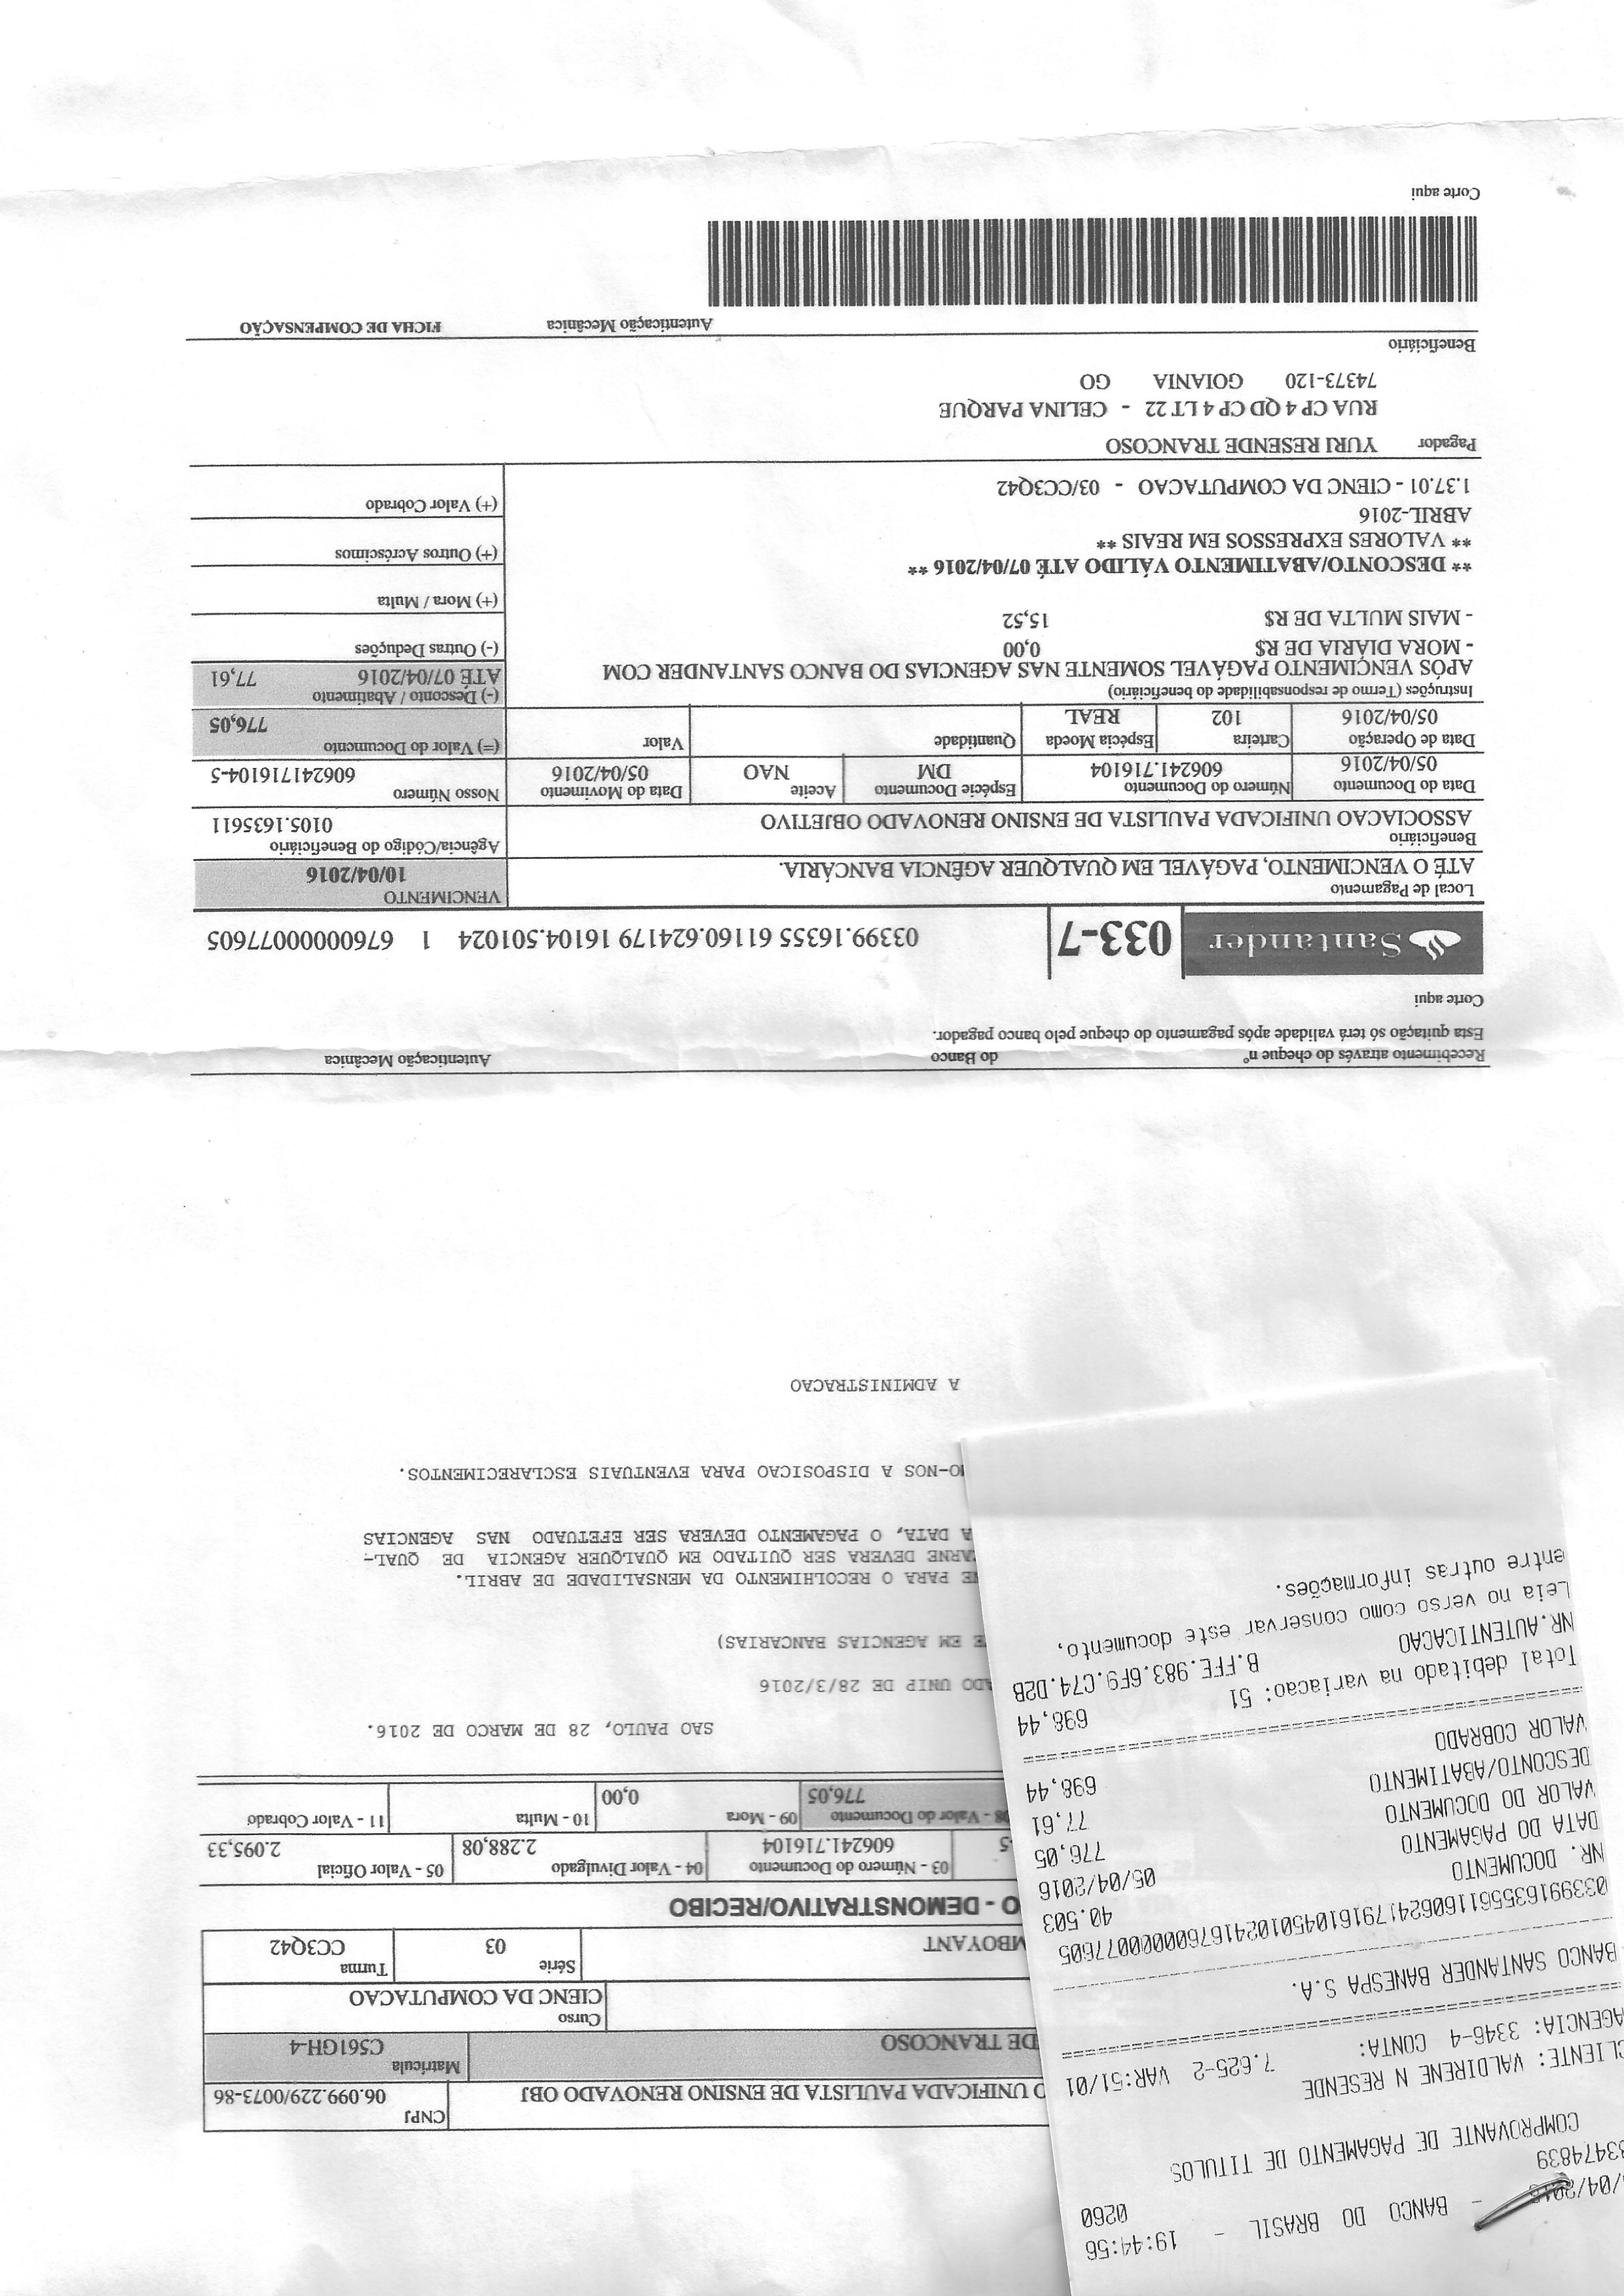 /04/2016 - BANCO DO BRASIL - 19:44:56
33474839 0260
COMPROVANTE DE PAGAMENTO DE TITULOS
CLIENTE: VALDIRENE N RESENDE
AGENCIA: 3346-4 CONTA: 7.625-2 VAR:51/01
BANCO SANTANDER BANESPA S.A.
03399163556116062417916104501024167600000077605
NR. DOCUMENTO 40.503
DATA DO PAGAMENTO 05/04/2016
VALOR DO DOCUMENTO 776,05
DESCONTO/ABATIMENTO 77,61
VALOR COBRADO 698,44
Total debitado na variacao: 51 698,44
NR.AUTENTICACAO B.FFE.983.6F9.C74.D2B
Leia no verso como conservar este documento,
entre outras informações.
O UNIFICADA PAULISTA DE ENSINO RENOVADO OBJ
CNPJ
06.099.229/0073-86
DE TRANCOSO
Matrícula
C561GH-4
Curso
CIENC DA COMPUTACAO
MBOYANT
Série
03
Turma
CC3Q42
O - DEMONSTRATIVO/RECIBO
5
03 - Número do Documento
606241.716104
04 - Valor Divulgado
2.288,08
05 - Valor Oficial
2.095,33
08 - Valor do Documento
776,05
09 - Mora
0,00
10 - Multa
11 - Valor Cobrado
SAO PAULO, 28 DE MARCO DE 2016.
ADO UNIP DE 28/3/2016
E EM AGENCIAS BANCARIAS)
E PARA O RECOLHIMENTO DA MENSALIDADE DE ABRIL.
ARNE DEVERA SER QUITADO EM QUALQUER AGENCIA DE QUAL-
A DATA, O PAGAMENTO DEVERA SER EFETUADO NAS AGENCIAS
O-NOS A DISPOSICAO PARA EVENTUAIS ESCLARECIMENTOS.
A ADMINISTRACAO
Recebimento através do cheque nº do Banco Autenticação Mecânica
Esta quitação só terá validade após pagamento do cheque pelo banco pagador.
Corte aqui
Santander 033-7 03399.16355 61160.624179 16104.501024 1 67600000077605
Local de Pagamento
ATÉ O VENCIMENTO, PAGÁVEL EM QUALQUER AGÊNCIA BANCÁRIA.
VENCIMENTO
10/04/2016
Beneficiário
ASSOCIACAO UNIFICADA PAULISTA DE ENSINO RENOVADO OBJETIVO
Agência/Código do Beneficiário
0105.1635611
Data do Documento
05/04/2016
Número do Documento
606241.716104
Espécie Documento
DM
Aceite
NAO
Data do Movimento
05/04/2016
Nosso Número
606241716104-5
Data de Operação
05/04/2016
Carteira
102
Espécia Moeda
REAL
Quantidade
Valor
(=) Valor do Documento
776,05
Instruções (Termo de responsabilidade do beneficiário)
APÓS VENCIMENTO PAGÁVEL SOMENTE NAS AGENCIAS DO BANCO SANTANDER COM
- MORA DIÁRIA DE R$ 0,00
- MAIS MULTA DE R$ 15,52
** DESCONTO/ABATIMENTO VÁLIDO ATÉ 07/04/2016 **
** VALORES EXPRESSOS EM REAIS **
ABRIL-2016
1.37.01 - CIENC DA COMPUTACAO - 03/CC3Q42
(-) Desconto / Abatimento
ATÉ 07/04/2016 77,61
(-) Outras Deduções
(+) Mora / Multa
(+) Outros Acréscimos
(+) Valor Cobrado
Pagador YURI RESENDE TRANCOSO
RUA CP 4 QD CP 4 LT 22 - CELINA PARQUE
74373-120 GOIANIA GO
Beneficiário
Autenticação Mecânica FICHA DE COMPENSAÇÃO
Corte aqui